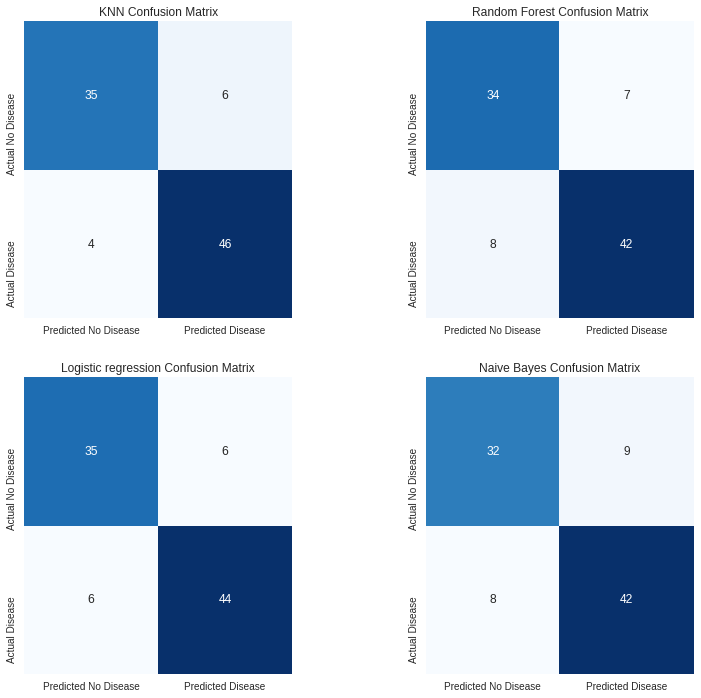 KNN Confusion Matrix
Actual No Disease
35
6
Actual Disease
4
46
Predicted No Disease
Predicted Disease
Random Forest Confusion Matrix
Actual No Disease
34
7
Actual Disease
8
42
Predicted No Disease
Predicted Disease
Logistic regression Confusion Matrix
Actual No Disease
35
6
Actual Disease
6
44
Predicted No Disease
Predicted Disease
Naive Bayes Confusion Matrix
Actual No Disease
32
9
Actual Disease
8
42
Predicted No Disease
Predicted Disease